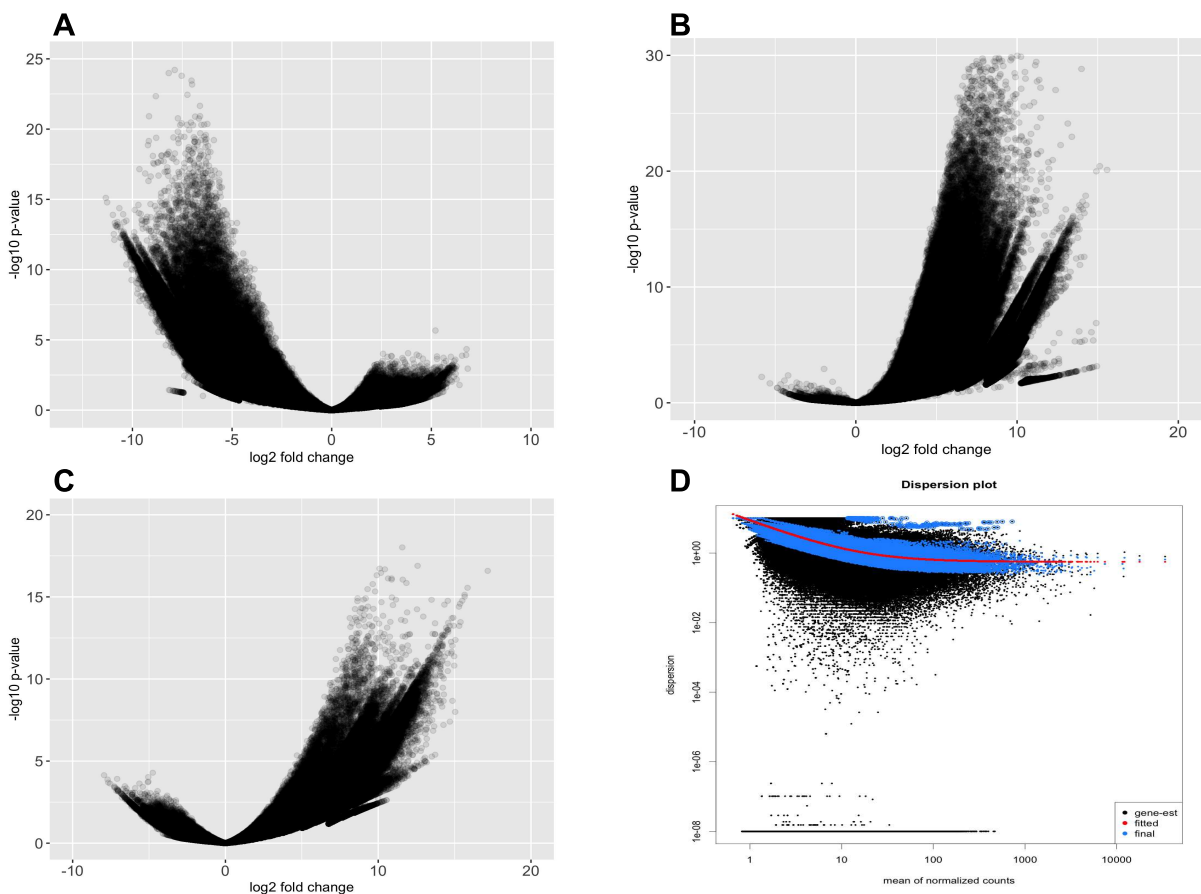 A
25
20
15
10
5
0
-log10 p-value
-10
-5
0
5
10
log2 fold change
B
30
20
10
0
-log10 p-value
-10
0
10
20
log2 fold change
C
20
15
10
5
0
-log10 p-value
-10
0
10
20
log2 fold change
D
Dispersion plot
1e+00
1e-02
1e-04
1e-06
1e-08
dispersion
gene-est
fitted
final
1
10
100
1000
10000
mean of normalized counts